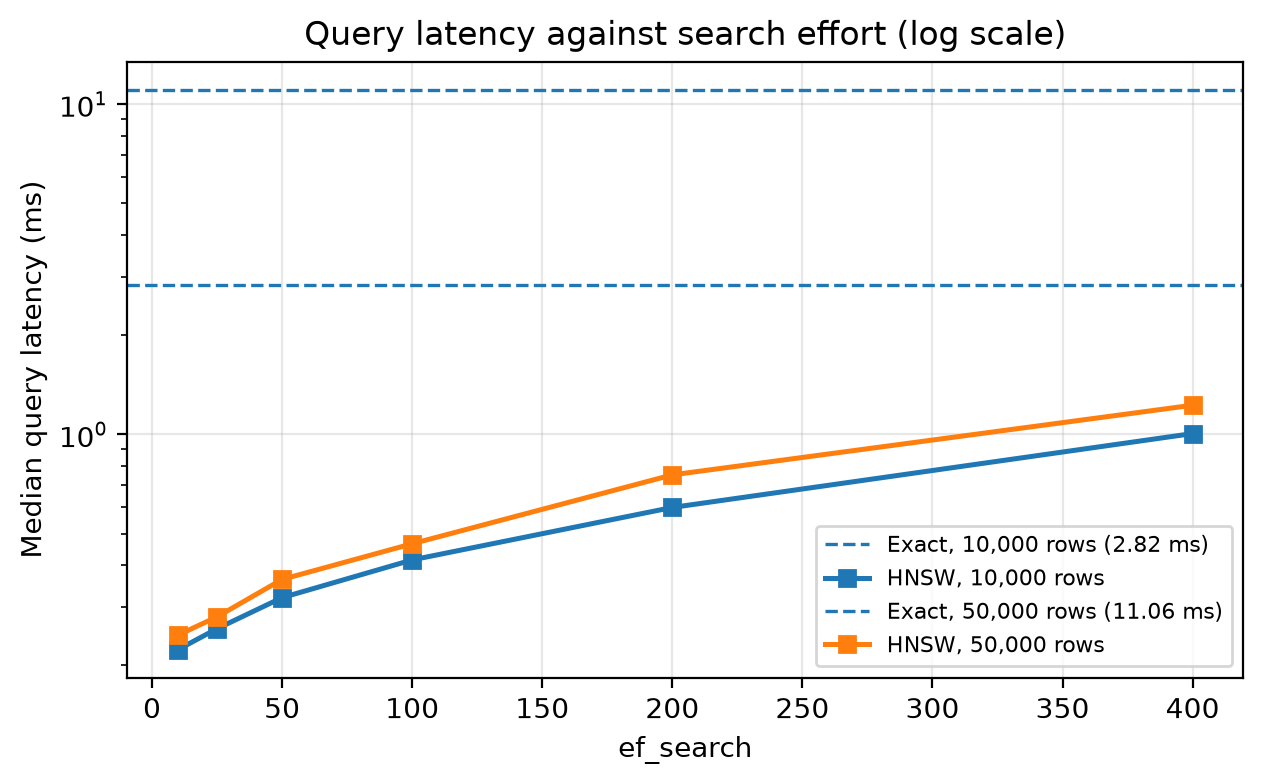 Query latency against search effort (log scale)
Median query latency (ms)
10¹
10⁰
Exact, 10,000 rows (2.82 ms)
HNSW, 10,000 rows
Exact, 50,000 rows (11.06 ms)
HNSW, 50,000 rows
0 50 100 150 200 250 300 350 400
ef_search